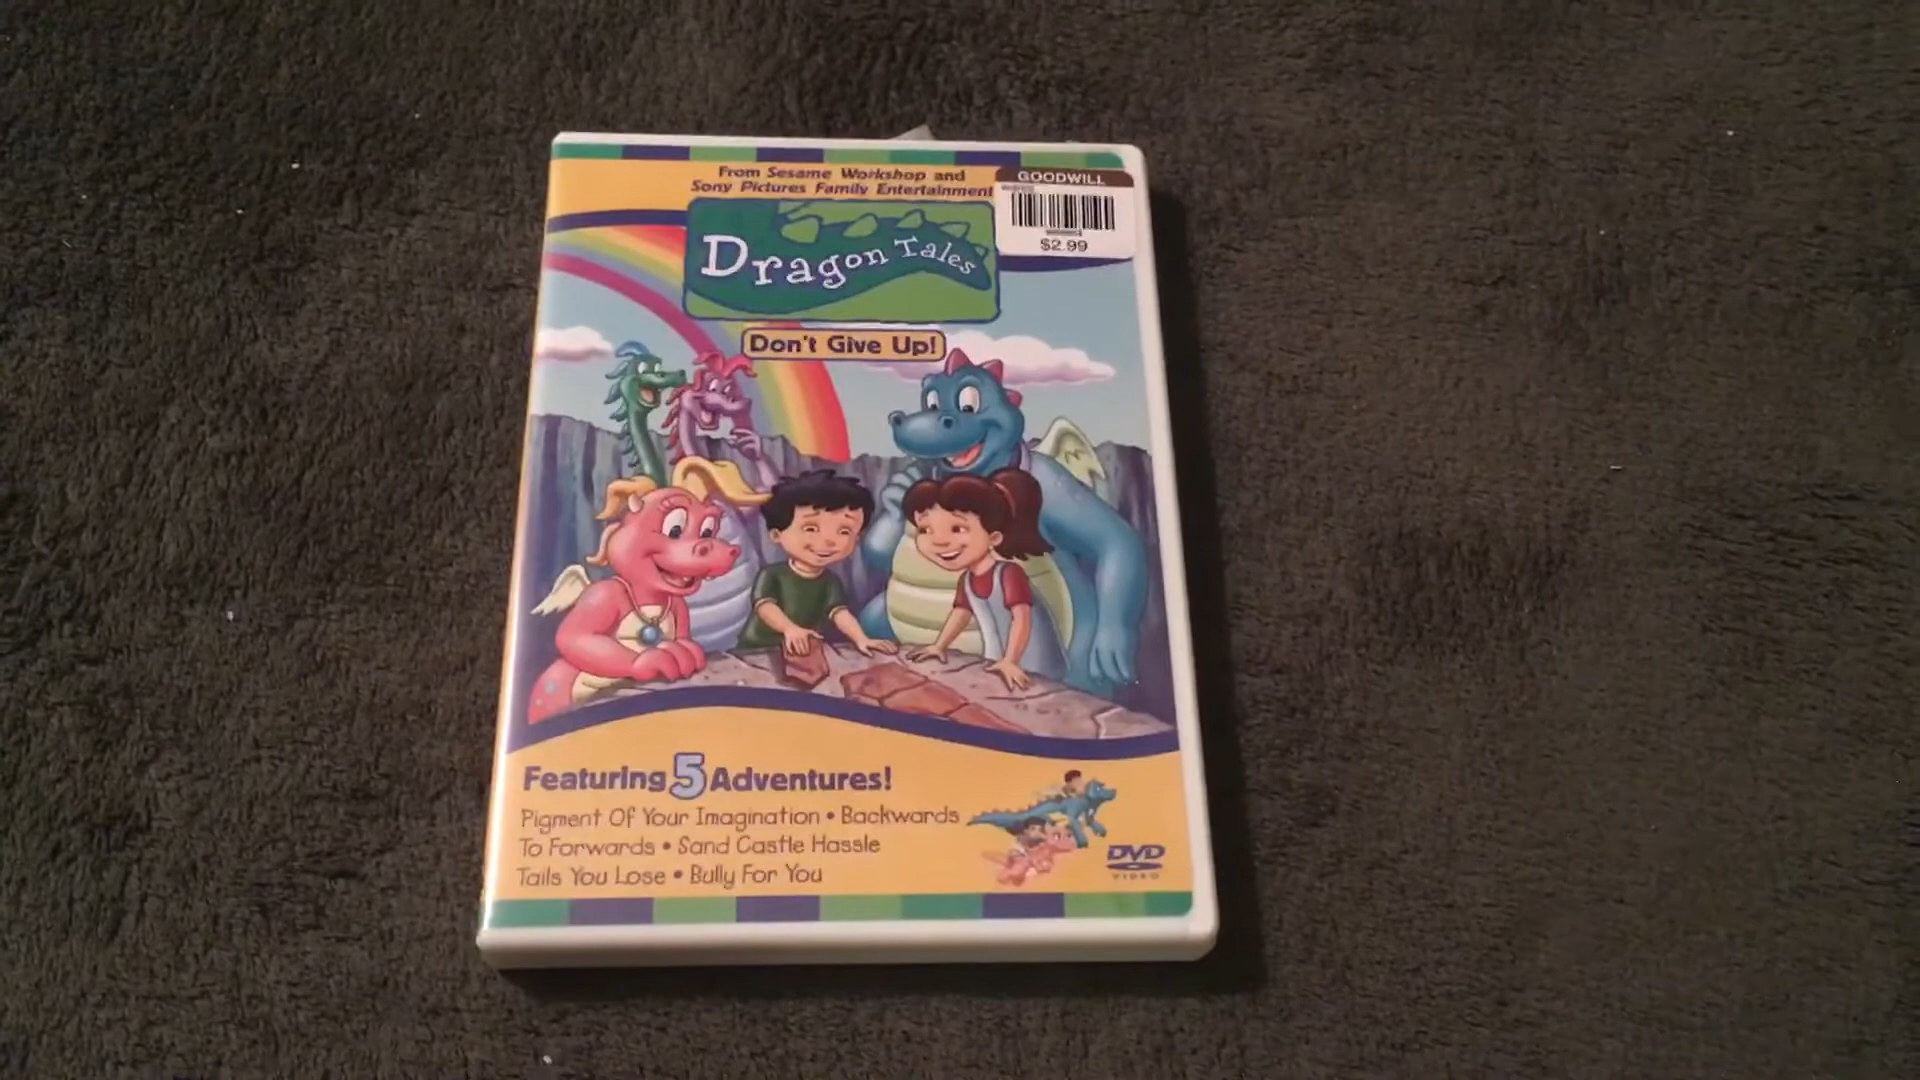 From Sesame Workshop and
Sony Pictures Family Entertainment
GOODWILL
$2.99
Dragon Tales
Don't Give Up!
Featuring 5 Adventures!
Pigment Of Your Imagination • Backwards
To Forwards • Sand Castle Hassle
Tails You Lose • Bully For You
DVD
VIDEO